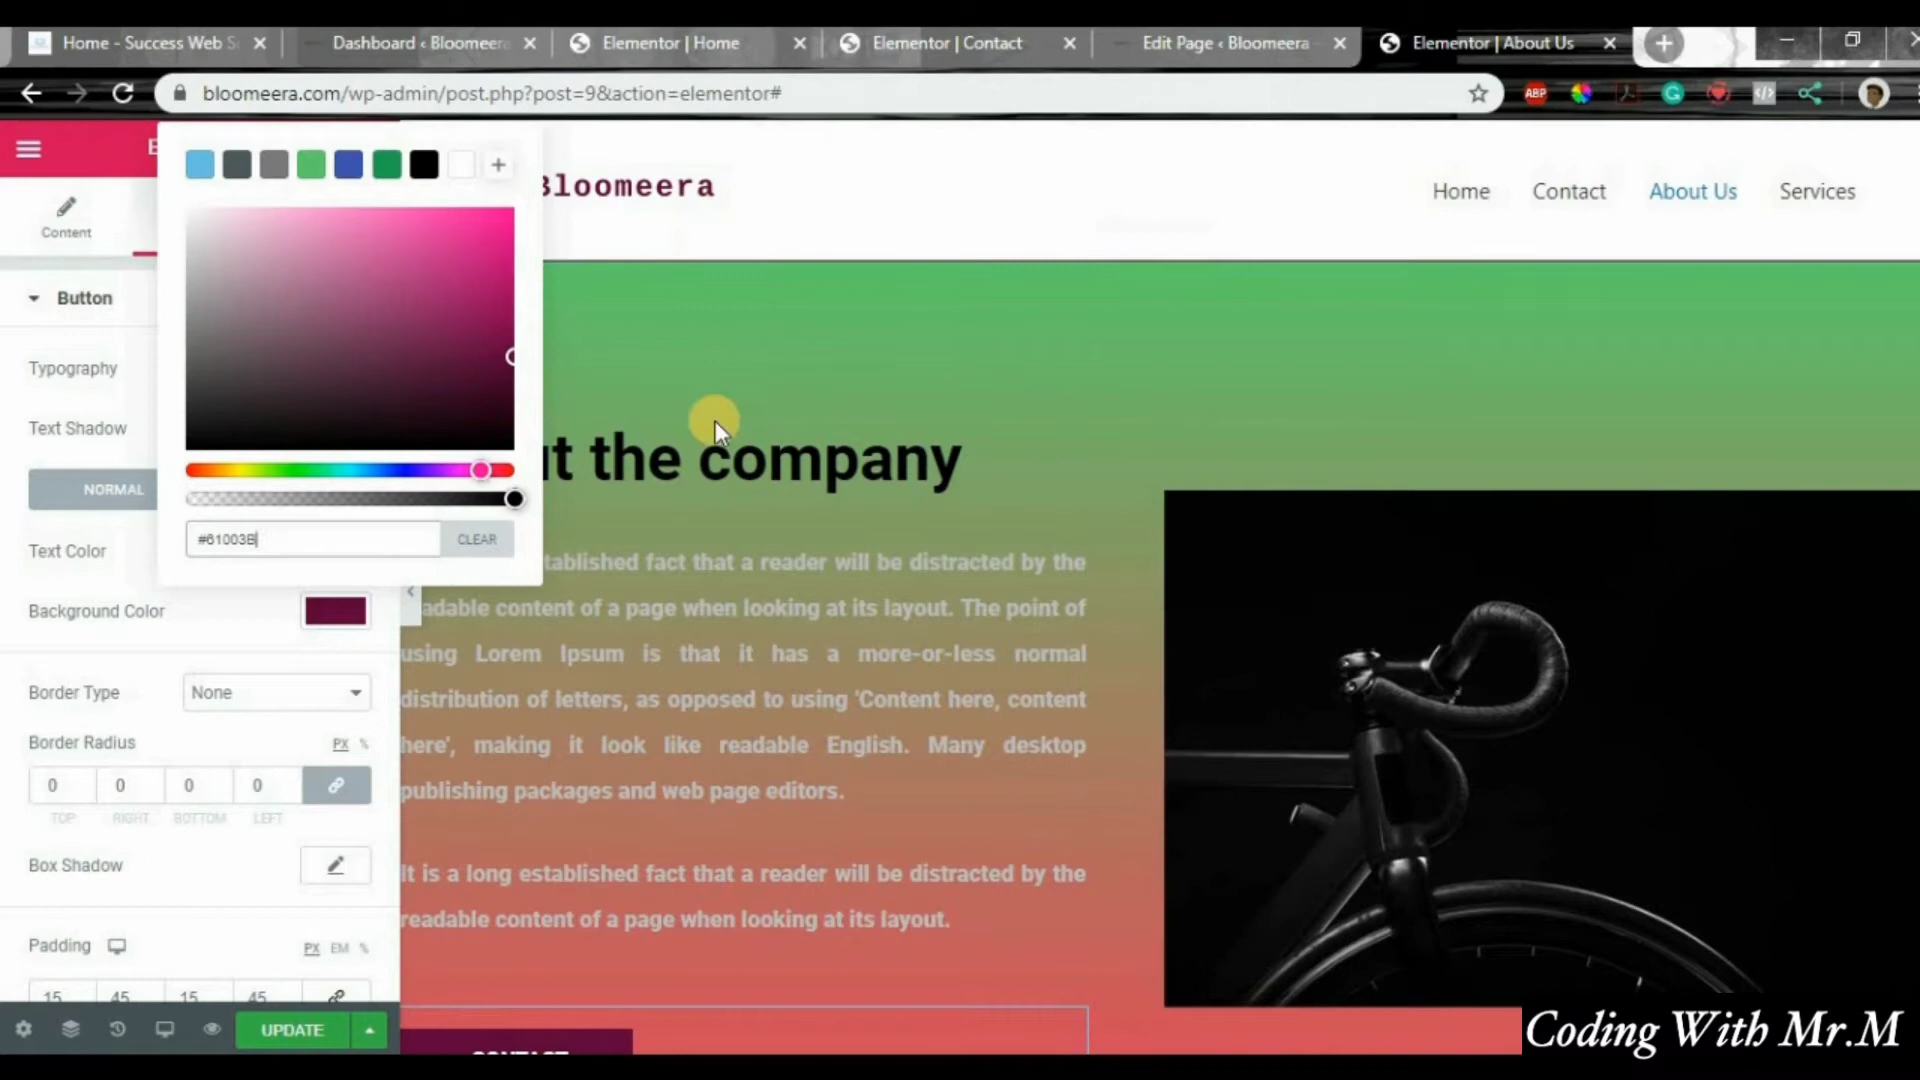 Home - Success Web S
Dashboard ‹ Bloomeera
Elementor | Home
Elementor | Contact
Edit Page ‹ Bloomeera
Elementor | About Us
bloomeera.com/wp-admin/post.php?post=9&action=elementor#
ABP
E
Bloomeera
Home
Contact
About Us
Services
Content
Button
Typography
Text Shadow
NORMAL
Text Color
#61003B
CLEAR
Background Color
Border Type
None
Border Radius
PX %
0 0 0 0
TOP RIGHT BOTTOM LEFT
Box Shadow
Padding
PX EM %
15 45 15 45
UPDATE
ut the company
tablished fact that a reader will be distracted by the
adable content of a page when looking at its layout. The point of
using Lorem Ipsum is that it has a more-or-less normal
distribution of letters, as opposed to using 'Content here, content
here', making it look like readable English. Many desktop
publishing packages and web page editors.
It is a long established fact that a reader will be distracted by the
readable content of a page when looking at its layout.
CONTACT
Coding With Mr.M